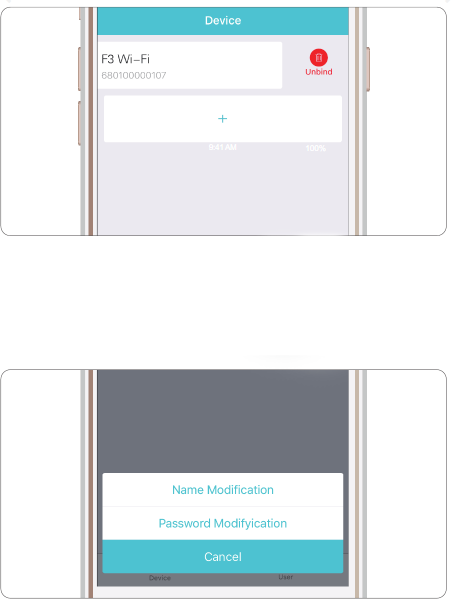 Device
F3 Wi-Fi
680100000107
Unbind
+
9:41 AM 100%
Name Modification
Password Modifyication
Cancel
Device User